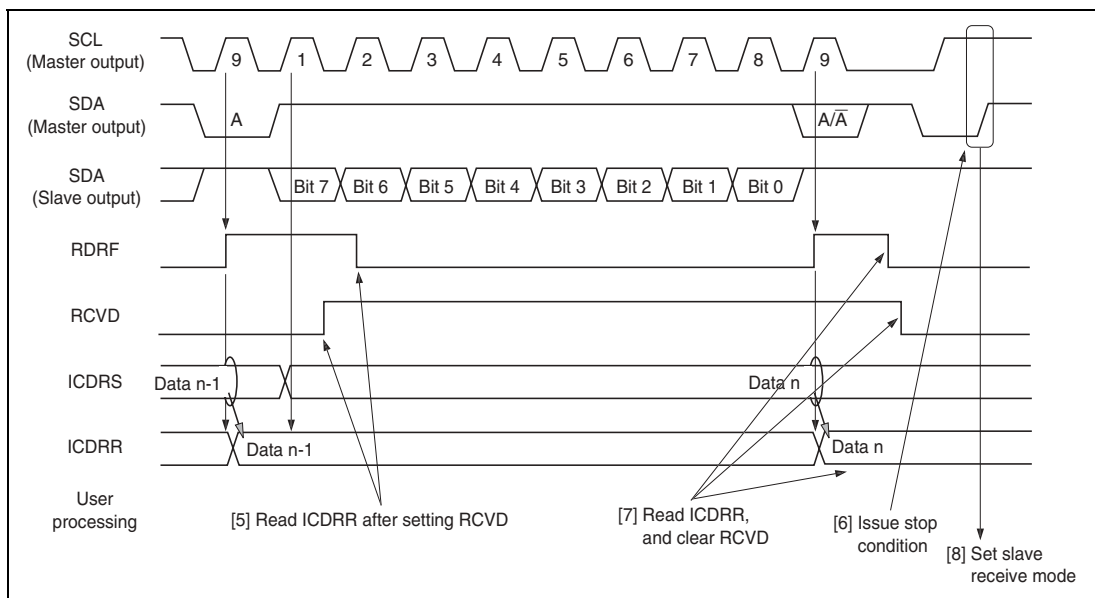 SCL
(Master output)
9 1 2 3 4 5 6 7 8 9
SDA
(Master output)
A A/A̅
SDA
(Slave output)
Bit 7 Bit 6 Bit 5 Bit 4 Bit 3 Bit 2 Bit 1 Bit 0
RDRF
RCVD
ICDRS
Data n-1 Data n
ICDRR
Data n-1 Data n
User
processing
[5] Read ICDRR after setting RCVD
[7] Read ICDRR,
and clear RCVD
[6] Issue stop
condition
[8] Set slave
receive mode